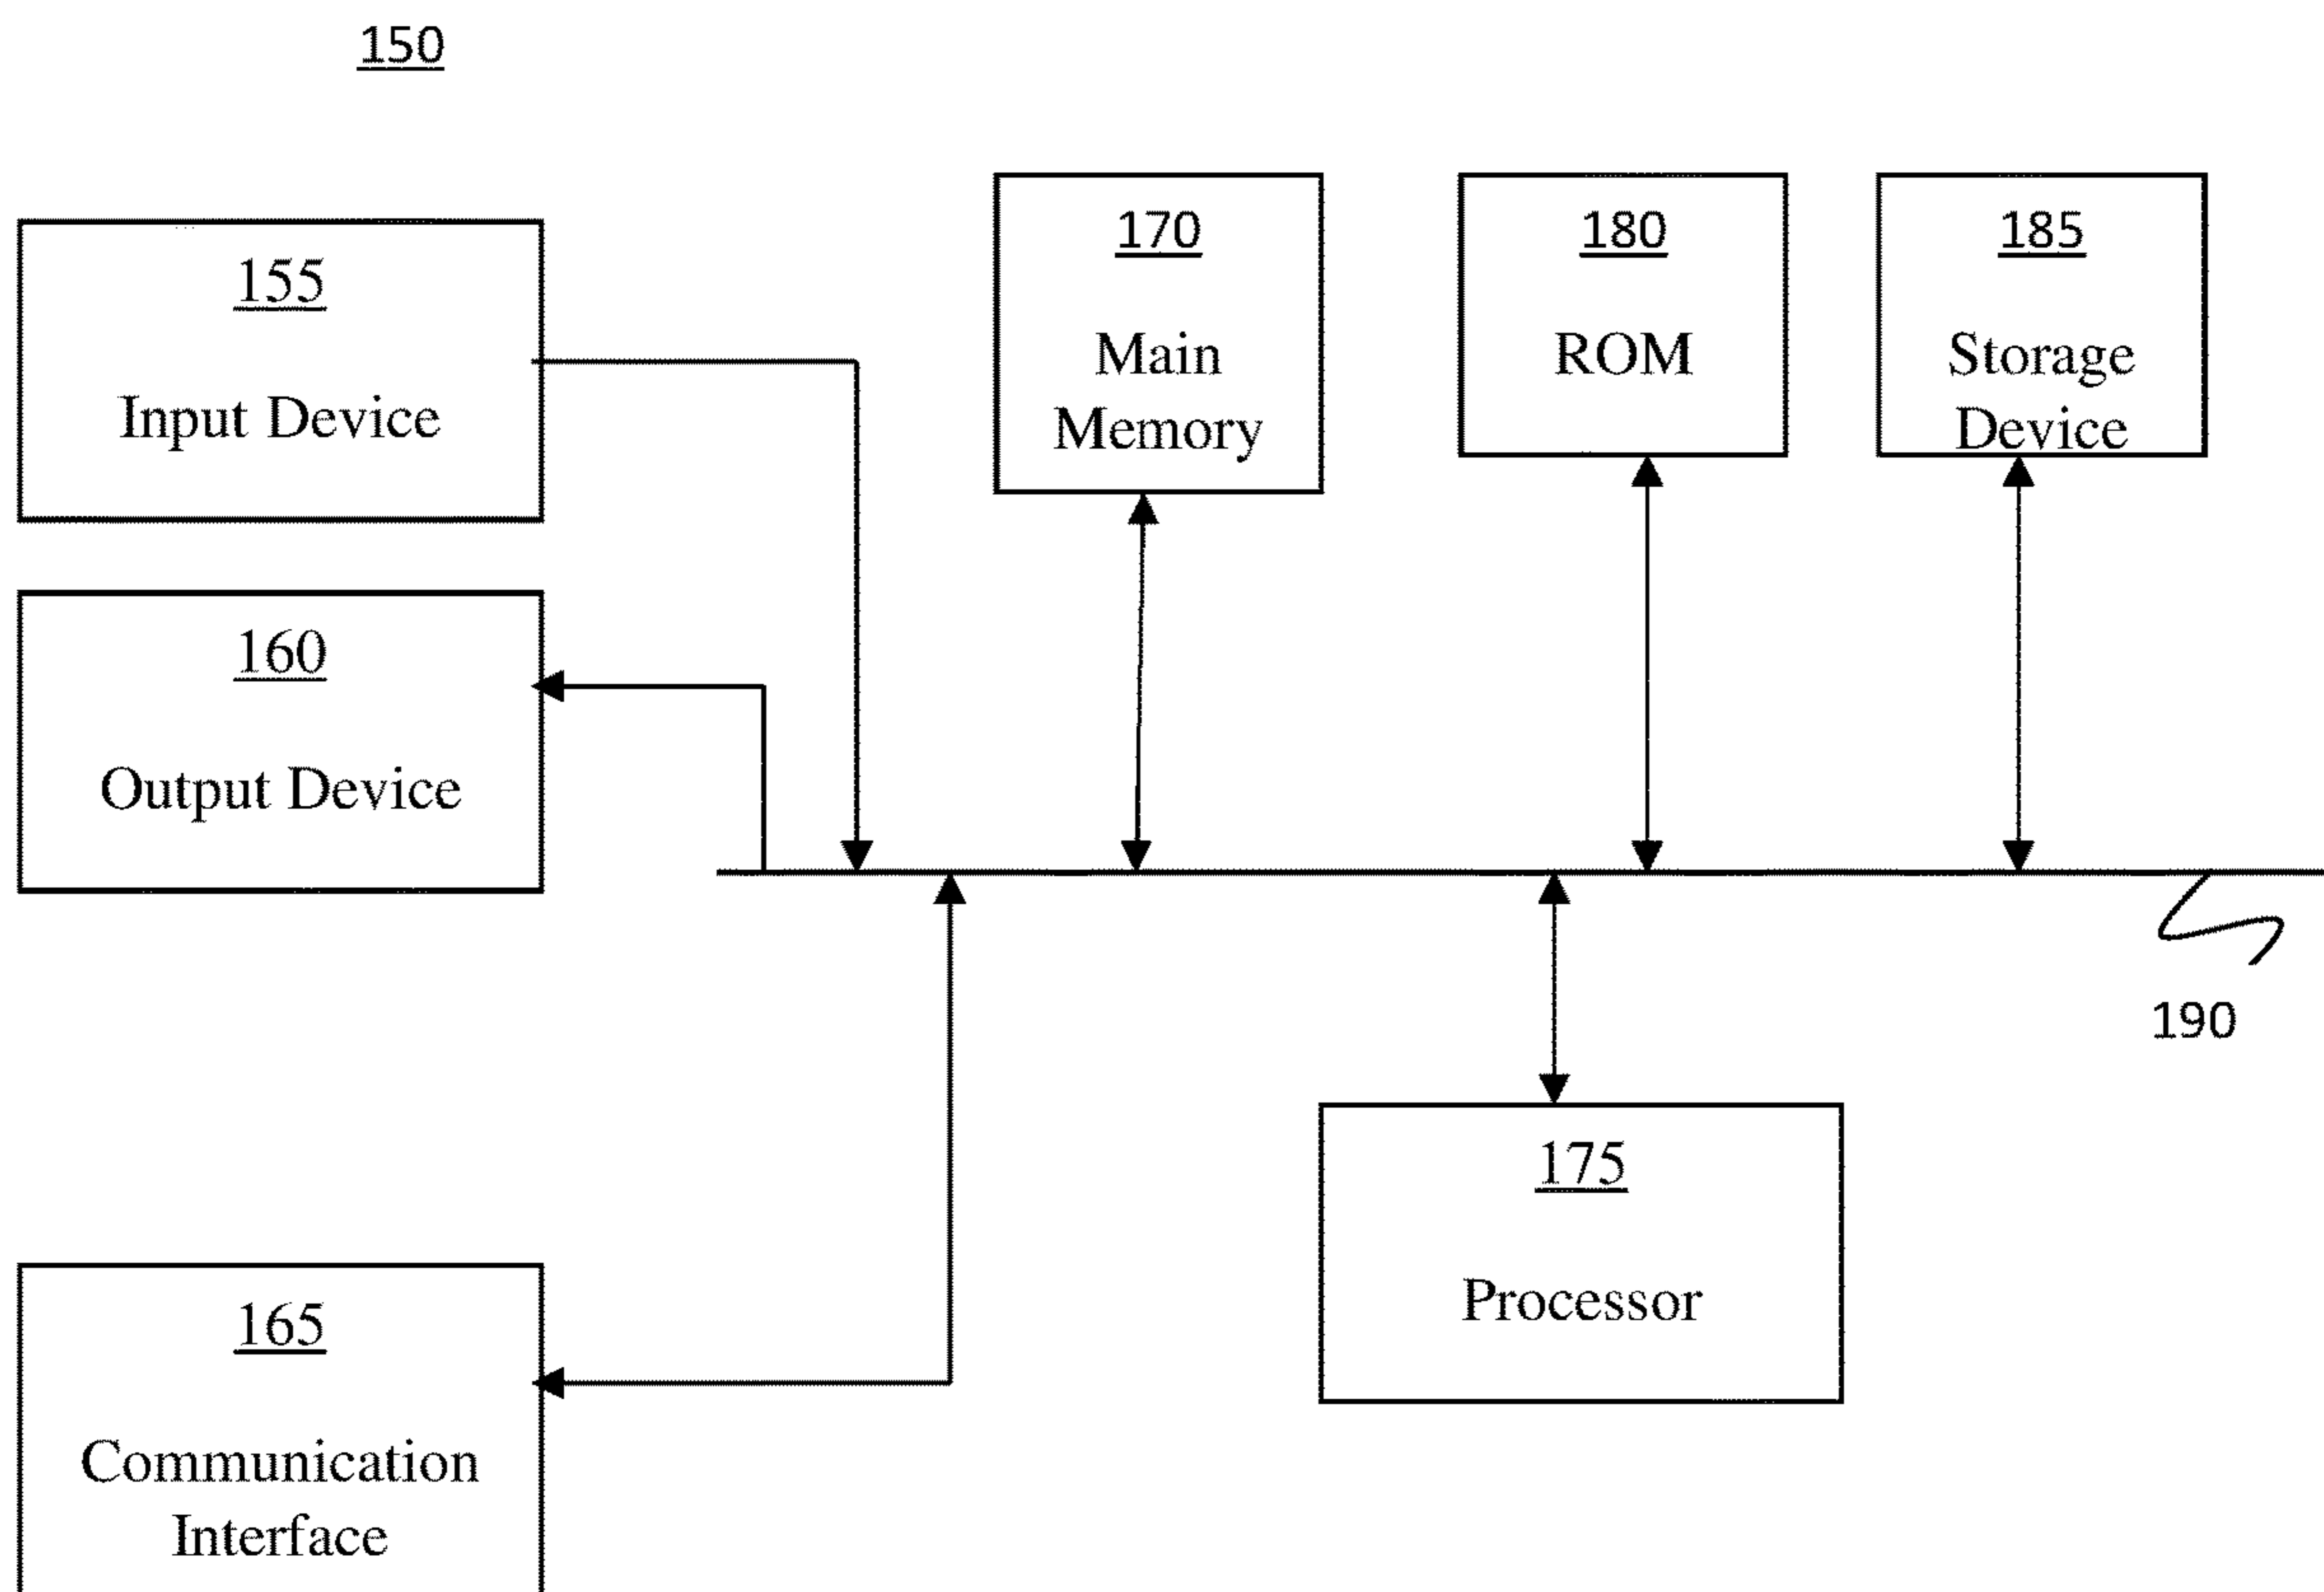 150
155
Input Device
170
Main
Memory
180
ROM
185
Storage
Device
160
Output Device
190
175
Processor
165
Communication
Interface